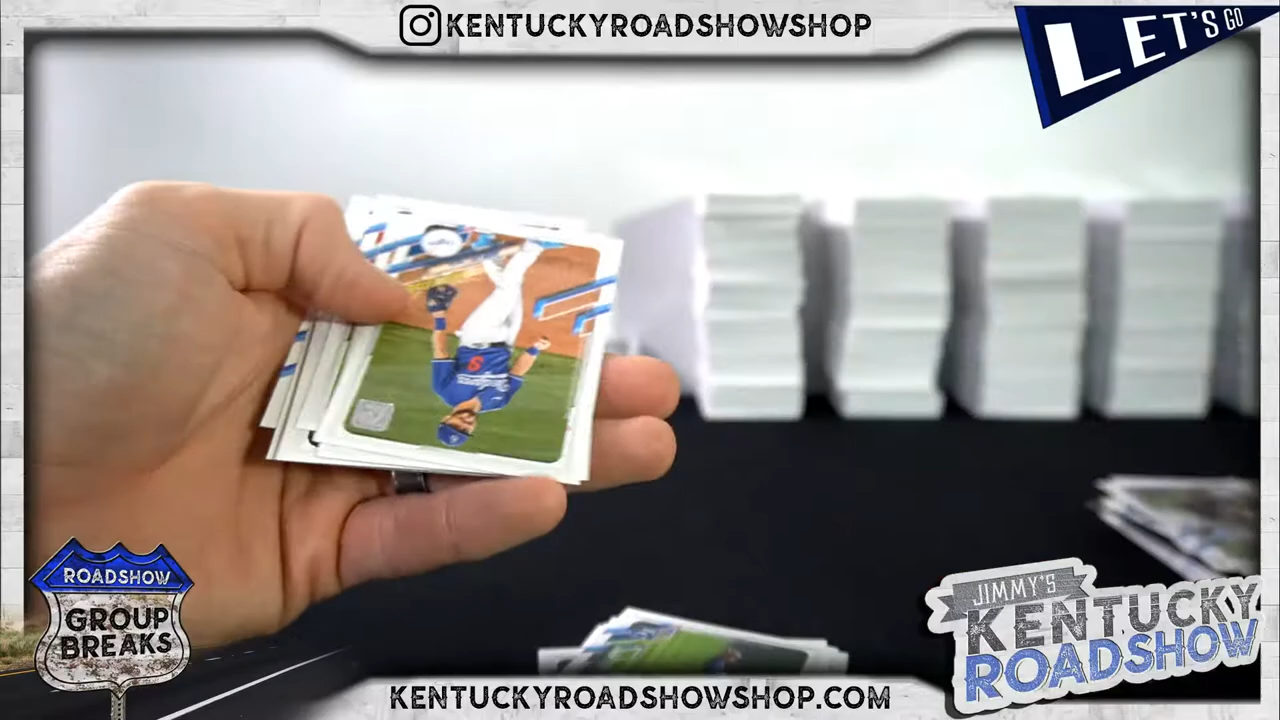 KENTUCKYROADSHOWSHOP
LET'S GO
ROADSHOW
GROUP
BREAKS
JIMMY'S
KENTUCKY
ROADSHOW
KENTUCKYROADSHOWSHOP.COM